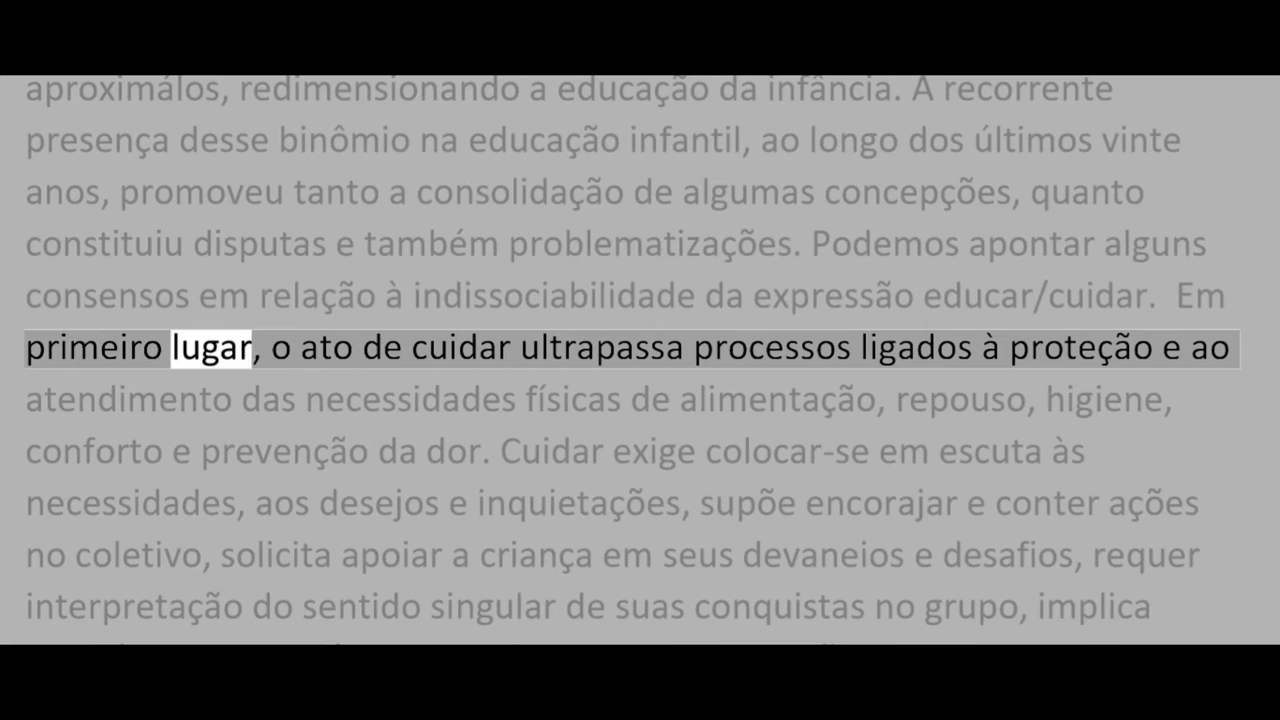 aproximálos, redimensionando a educação da infância. A recorrente
presença desse binômio na educação infantil, ao longo dos últimos vinte
anos, promoveu tanto a consolidação de algumas concepções, quanto
constituiu disputas e também problematizações. Podemos apontar alguns
consensos em relação à indissociabilidade da expressão educar/cuidar.  Em
primeiro lugar, o ato de cuidar ultrapassa processos ligados à proteção e ao
atendimento das necessidades físicas de alimentação, repouso, higiene,
conforto e prevenção da dor. Cuidar exige colocar-se em escuta às
necessidades, aos desejos e inquietações, supõe encorajar e conter ações
no coletivo, solicita apoiar a criança em seus devaneios e desafios, requer
interpretação do sentido singular de suas conquistas no grupo, implica